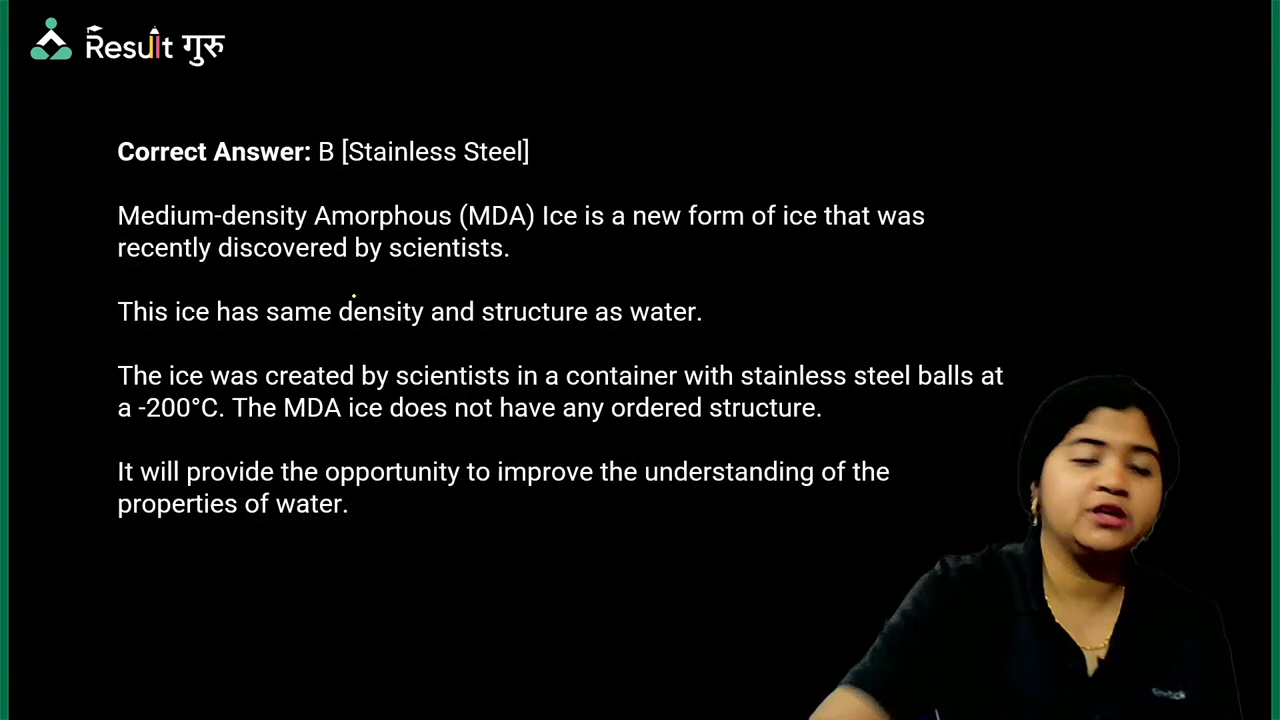 Result गुरु
Correct Answer: B [Stainless Steel]
Medium-density Amorphous (MDA) Ice is a new form of ice that was
recently discovered by scientists.
This ice has same density and structure as water.
The ice was created by scientists in a container with stainless steel balls at
a -200°C. The MDA ice does not have any ordered structure.
It will provide the opportunity to improve the understanding of the
properties of water.
Reebok